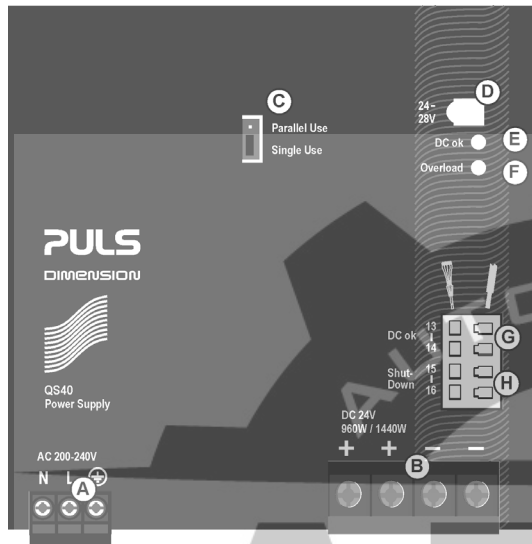 C
Parallel Use
Single Use
24-
28V
D
DC ok
E
Overload
F
PULS
DIMENSION
QS40
Power Supply
AC 200-240V
N L
A
DC ok
13
14
G
Shut-
Down
15
16
H
DC 24V
960W / 1440W
+ + − −
B
AUTO